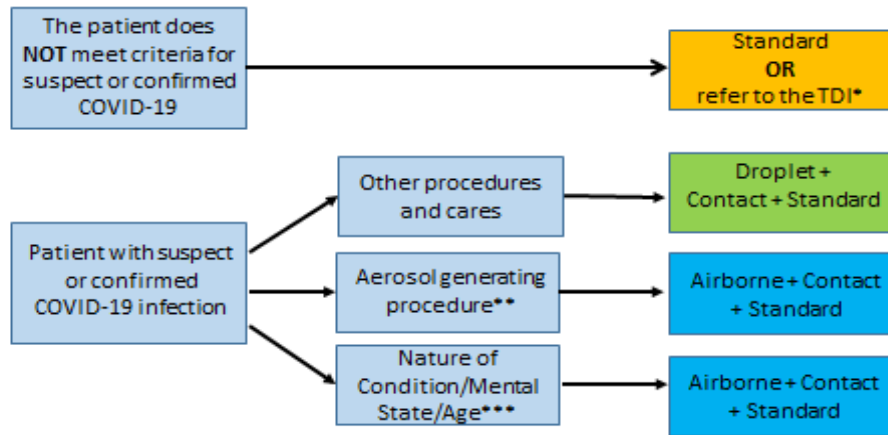 The patient does
NOT meet criteria for
suspect or confirmed
COVID-19
Standard
OR
refer to the TDI*
Patient with suspect
or confirmed
COVID-19 infection
Other procedures
and cares
Droplet +
Contact + Standard
Aerosol generating
procedure**
Airborne + Contact
+ Standard
Nature of
Condition/Mental
State/Age***
Airborne + Contact
+ Standard